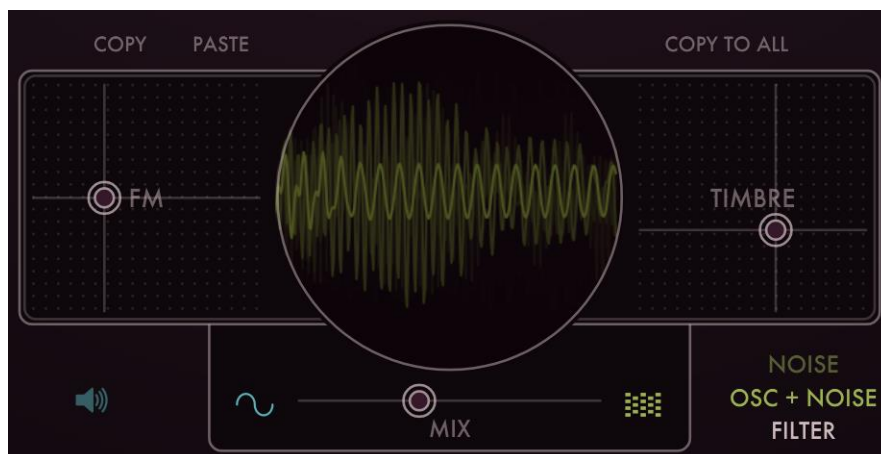 COPY PASTE COPY TO ALL
FM TIMBRE
NOISE
OSC + NOISE
MIX
FILTER